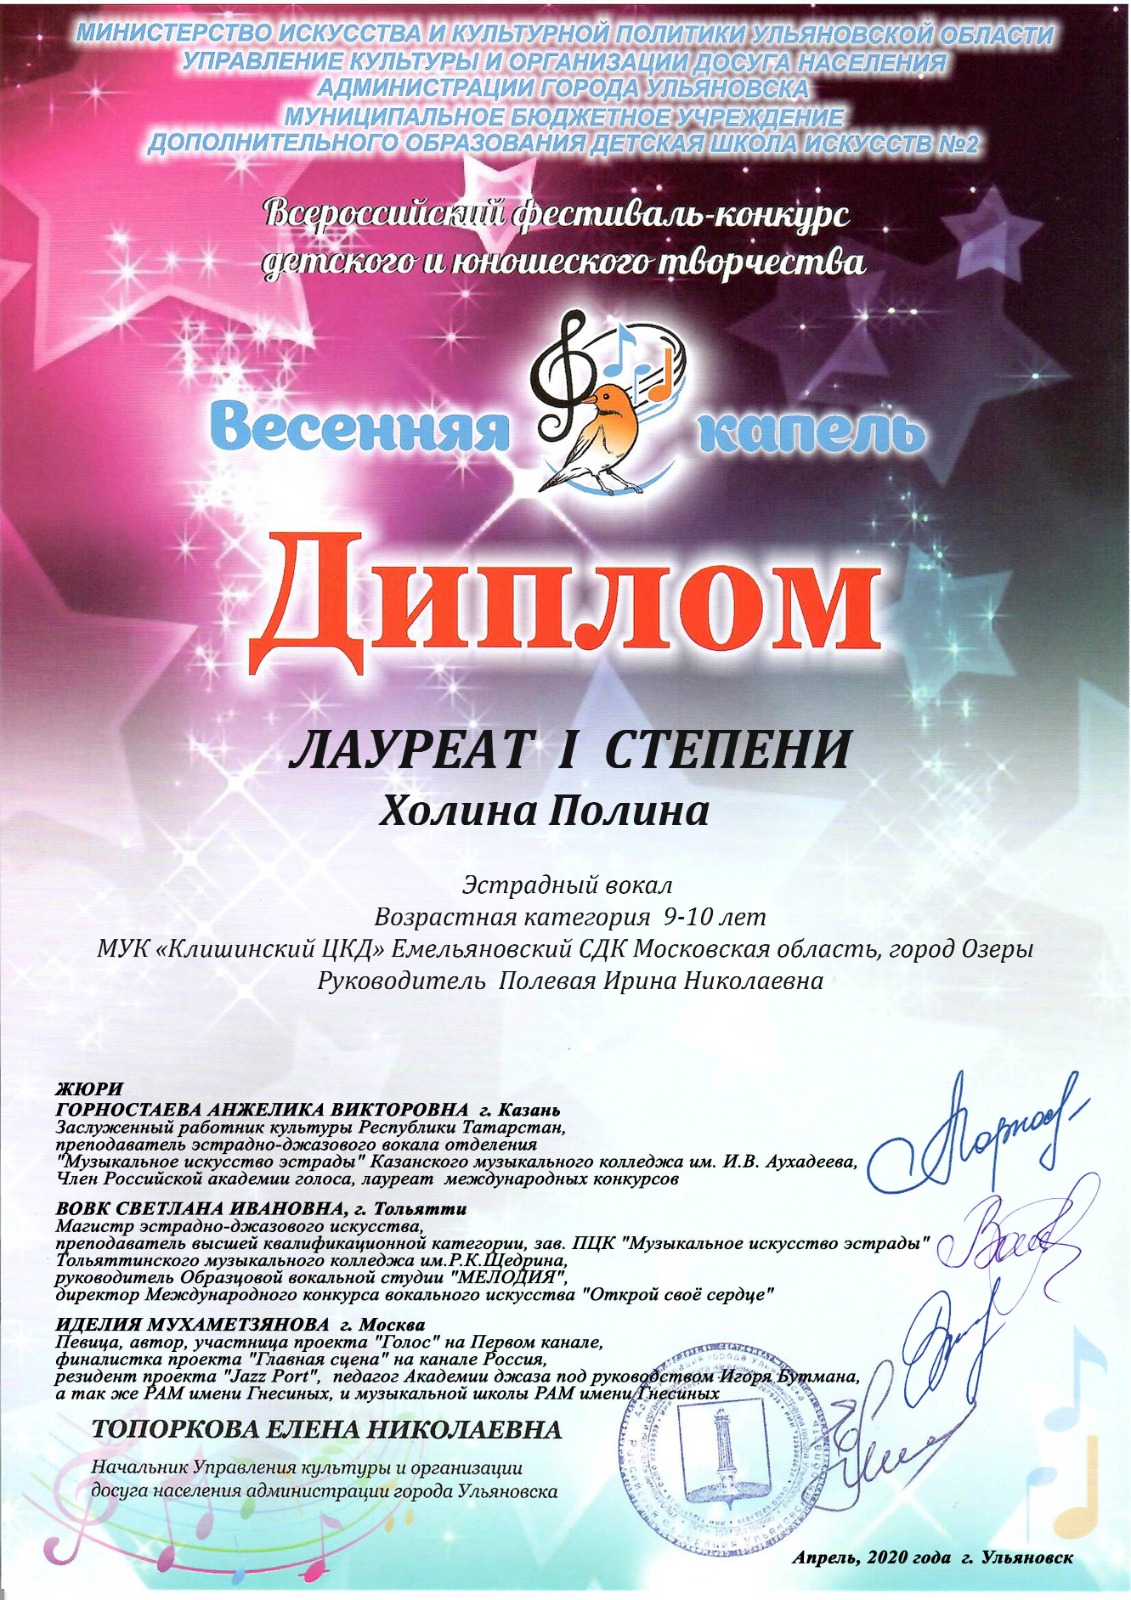 МИНИСТЕРСТВО ИСКУССТВА И КУЛЬТУРНОЙ ПОЛИТИКИ УЛЬЯНОВСКОЙ ОБЛАСТИ
УПРАВЛЕНИЕ КУЛЬТУРЫ И ОРГАНИЗАЦИИ ДОСУГА НАСЕЛЕНИЯ
АДМИНИСТРАЦИИ ГОРОДА УЛЬЯНОВСКА
МУНИЦИПАЛЬНОЕ БЮДЖЕТНОЕ УЧРЕЖДЕНИЕ
ДОПОЛНИТЕЛЬНОГО ОБРАЗОВАНИЯ ДЕТСКАЯ ШКОЛА ИСКУССТВ №2
Всероссийский фестиваль-конкурс
детского и юношеского творчества
Весенняя капель
Диплом
ЛАУРЕАТ I СТЕПЕНИ
Холина Полина
Эстрадный вокал
Возрастная категория 9-10 лет
МУК «Клишинский ЦКД» Емельяновский СДК Московская область, город Озеры
Руководитель Полевая Ирина Николаевна
ЖЮРИ
ГОРНОСТАЕВА АНЖЕЛИКА ВИКТОРОВНА г. Казань
Заслуженный работник культуры Республики Татарстан,
преподаватель эстрадно-джазового вокала отделения
"Музыкальное искусство эстрады" Казанского музыкального колледжа им. И.В. Аухадеева,
Член Российской академии голоса, лауреат международных конкурсов
ВОВК СВЕТЛАНА ИВАНОВНА, г. Тольятти
Магистр эстрадно-джазового искусства,
преподаватель высшей квалификационной категории, зав. ПЦК "Музыкальное искусство эстрады"
Тольяттинского музыкального колледжа им.Р.К.Щедрина,
руководитель Образцовой вокальной студии "МЕЛОДИЯ",
директор Международного конкурса вокального искусства "Открой своё сердце"
ИДЕЛИЯ МУХАМЕТЗЯНОВА г. Москва
Певица, автор, участница проекта "Голос" на Первом канале,
финалистка проекта "Главная сцена" на канале Россия,
резидент проекта "Jazz Port", педагог Академии джаза под руководством Игоря Бутмана,
а так же РАМ имени Гнесиных, и музыкальной школы РАМ имени Гнесиных
ТОПОРКОВА ЕЛЕНА НИКОЛАЕВНА
Начальник Управления культуры и организации
досуга населения администрации города Ульяновска
Апрель, 2020 года г. Ульяновск